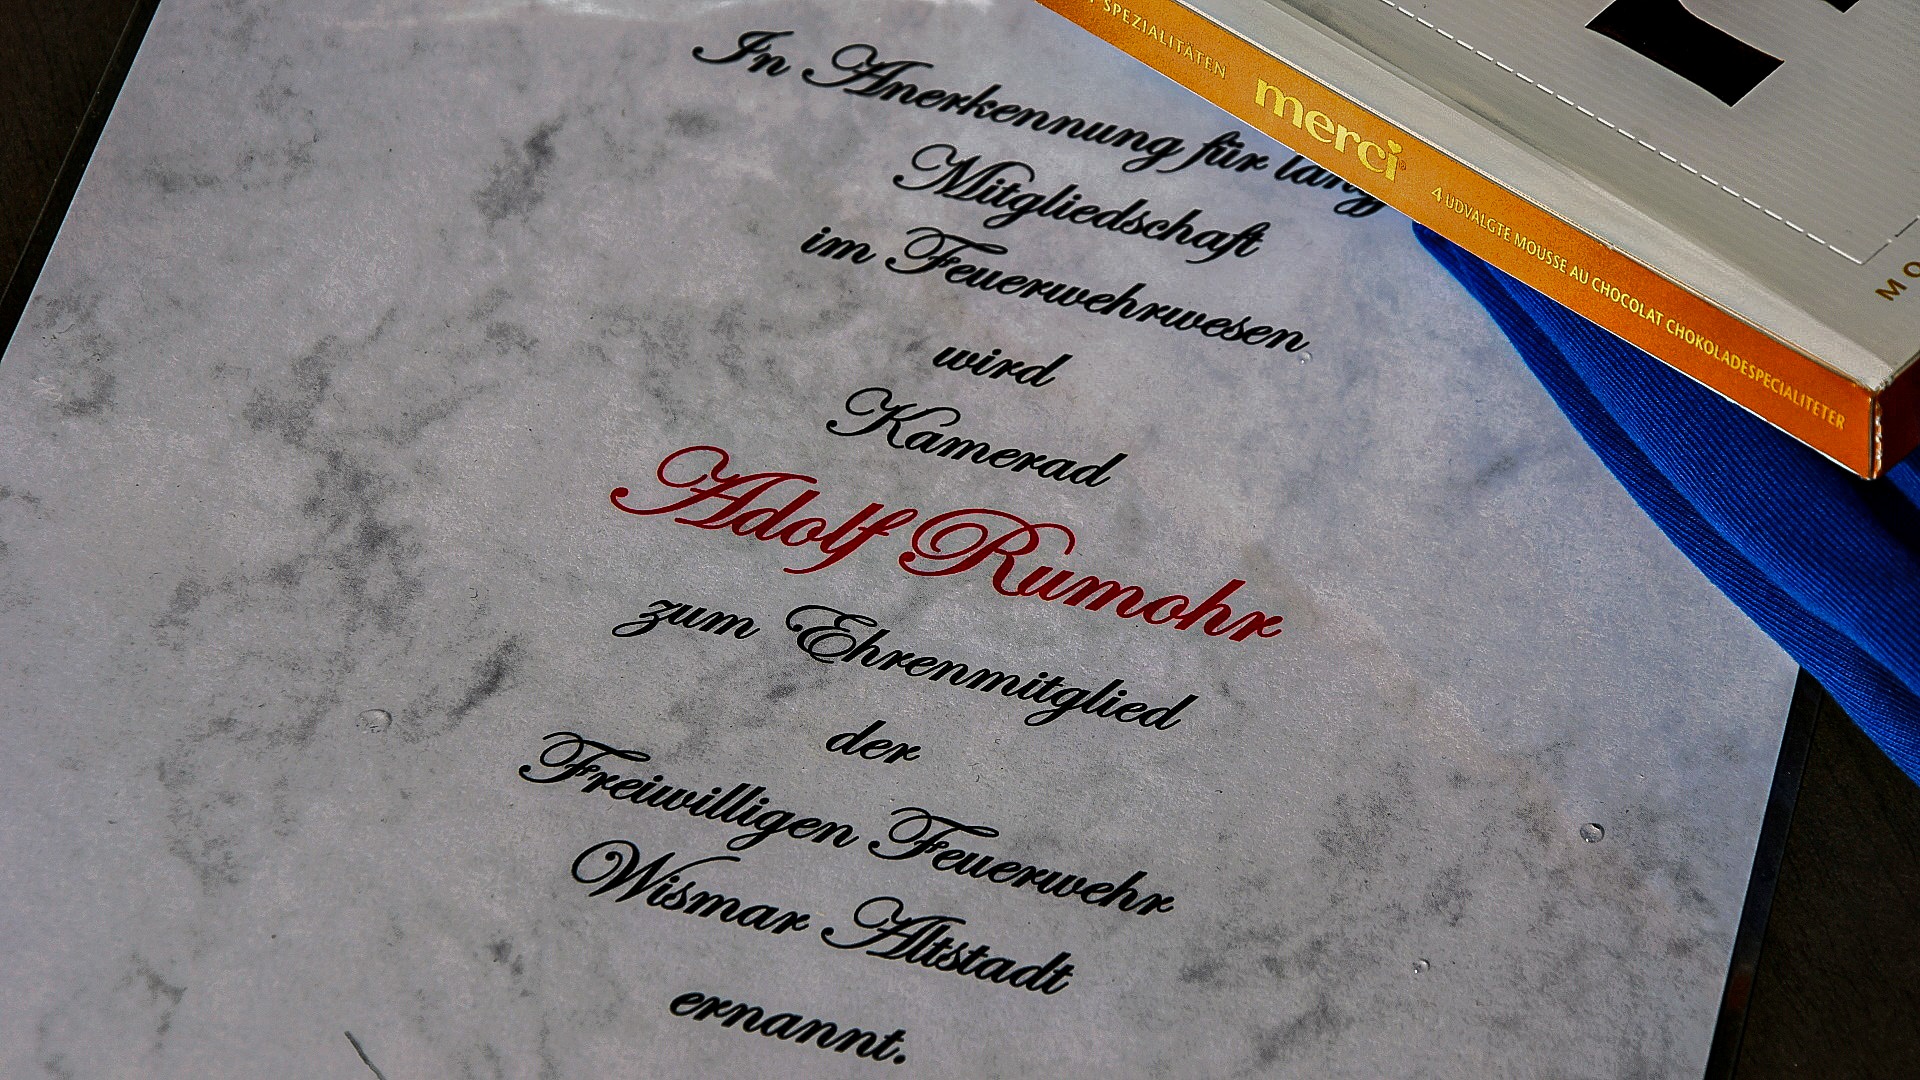 In Anerkennung für
Mitgliedschaft
im Feuerwehrwesen
wird
Kamerad
Adolf Rumohr
zum Ehrenmitglied
der
Freiwilligen Feuerwehr
Wismar Altstadt
ernannt.
SPEZIALITÄTEN
merci
4 UDVALGTE MOUSSE AU CHOCOLAT CHOKOLADESPECIALITETER